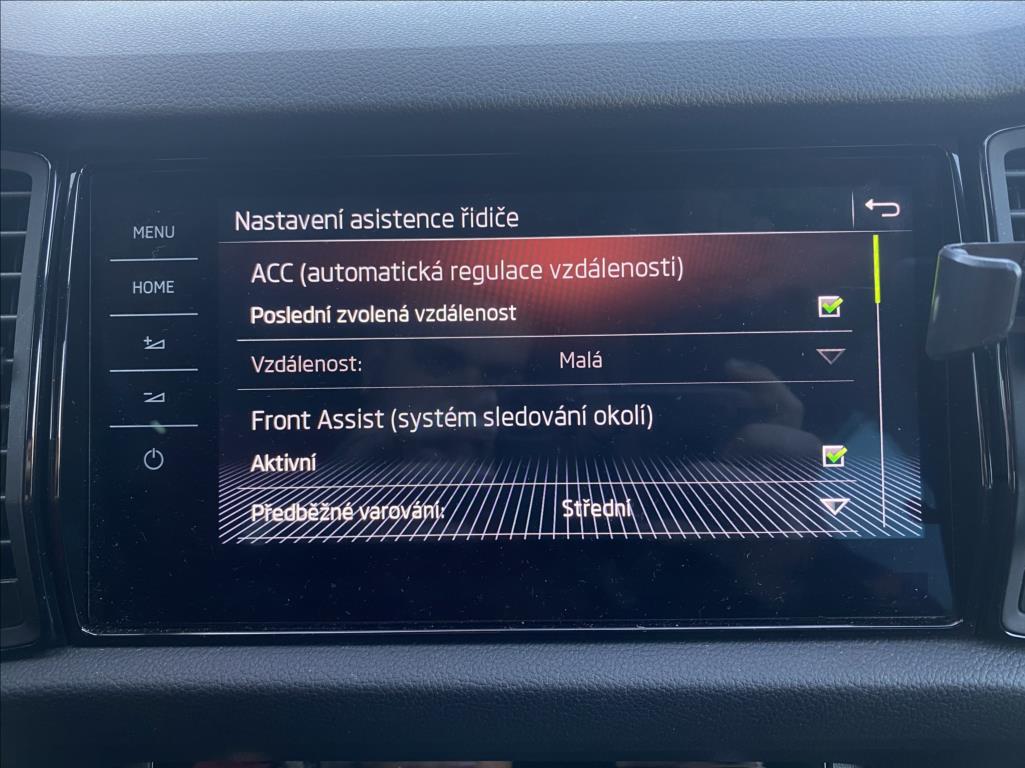 MENU
HOME
Nastavení asistence řidiče
ACC (automatická regulace vzdálenosti)
Poslední zvolená vzdálenost
Vzdálenost: Malá
Front Assist (systém sledování okolí)
Aktivní
Předběžné varování: Střední